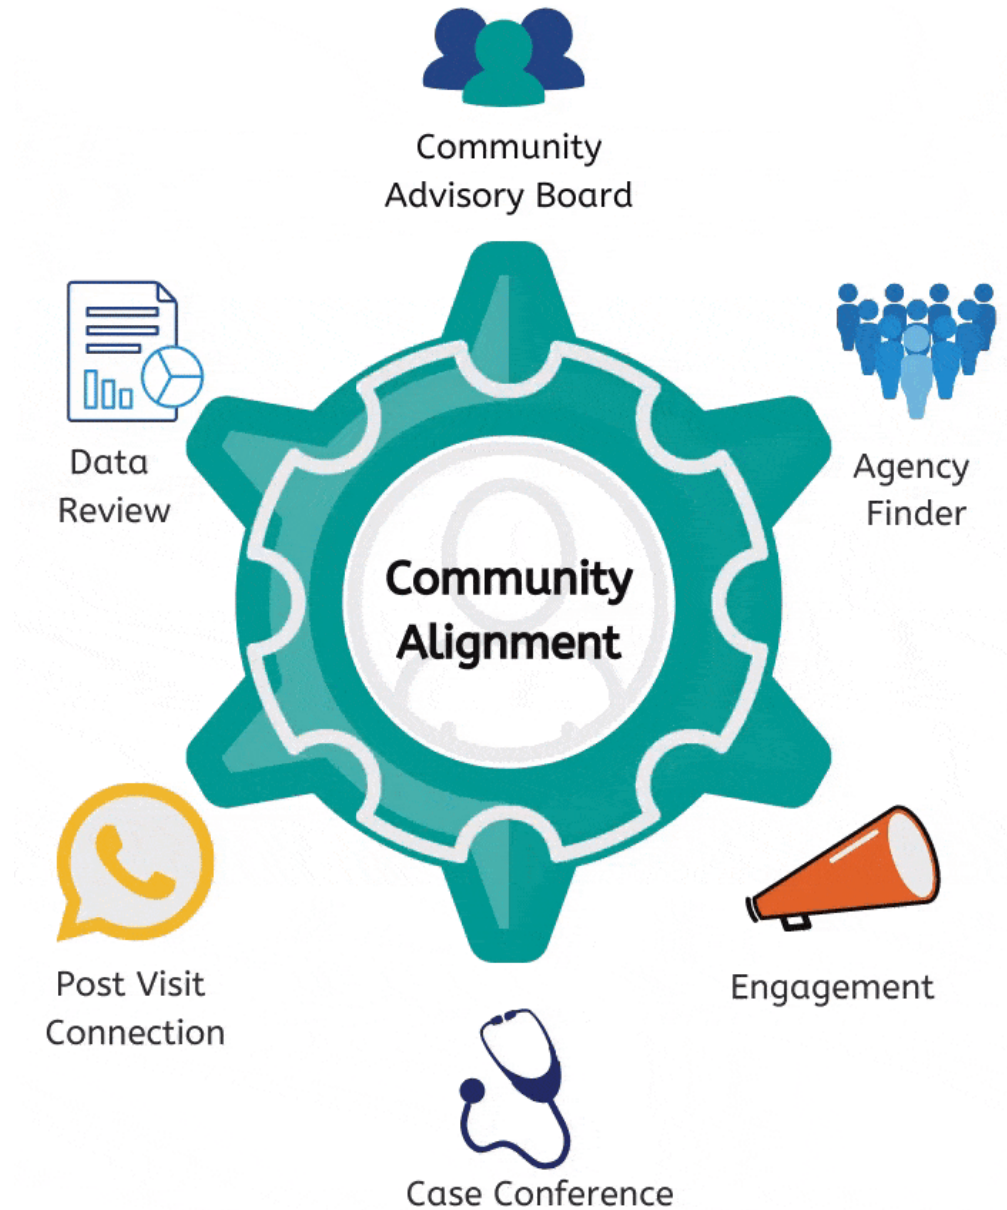 Community
Advisory Board
Data
Review
Agency
Finder
Community
Alignment
Post Visit
Connection
Engagement
Case Conference